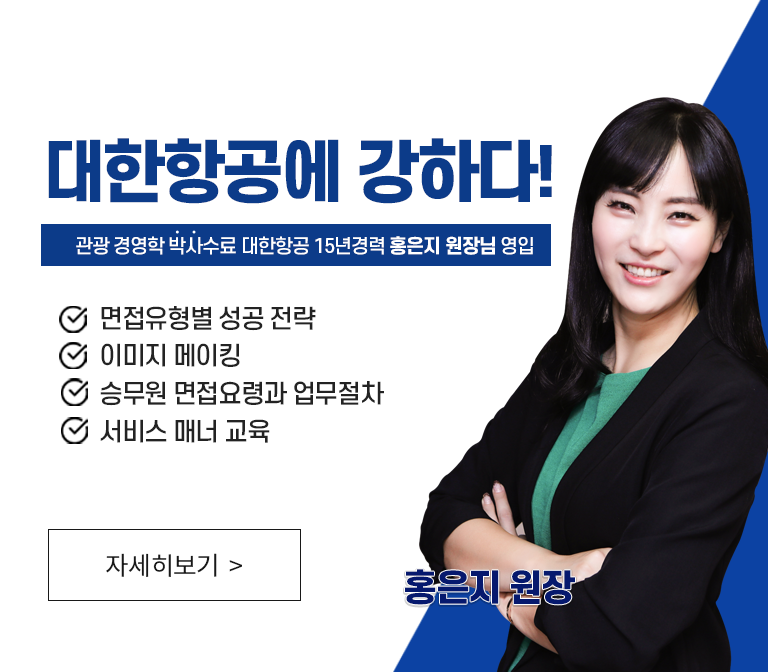 대한항공에 강하다!
관광 경영학 박사수료 대한항공 15년경력 홍은지 원장님 영입
면접유형별 성공 전략
이미지 메이킹
승무원 면접요령과 업무절차
서비스 매너 교육
자세히보기 >
홍은지 원장